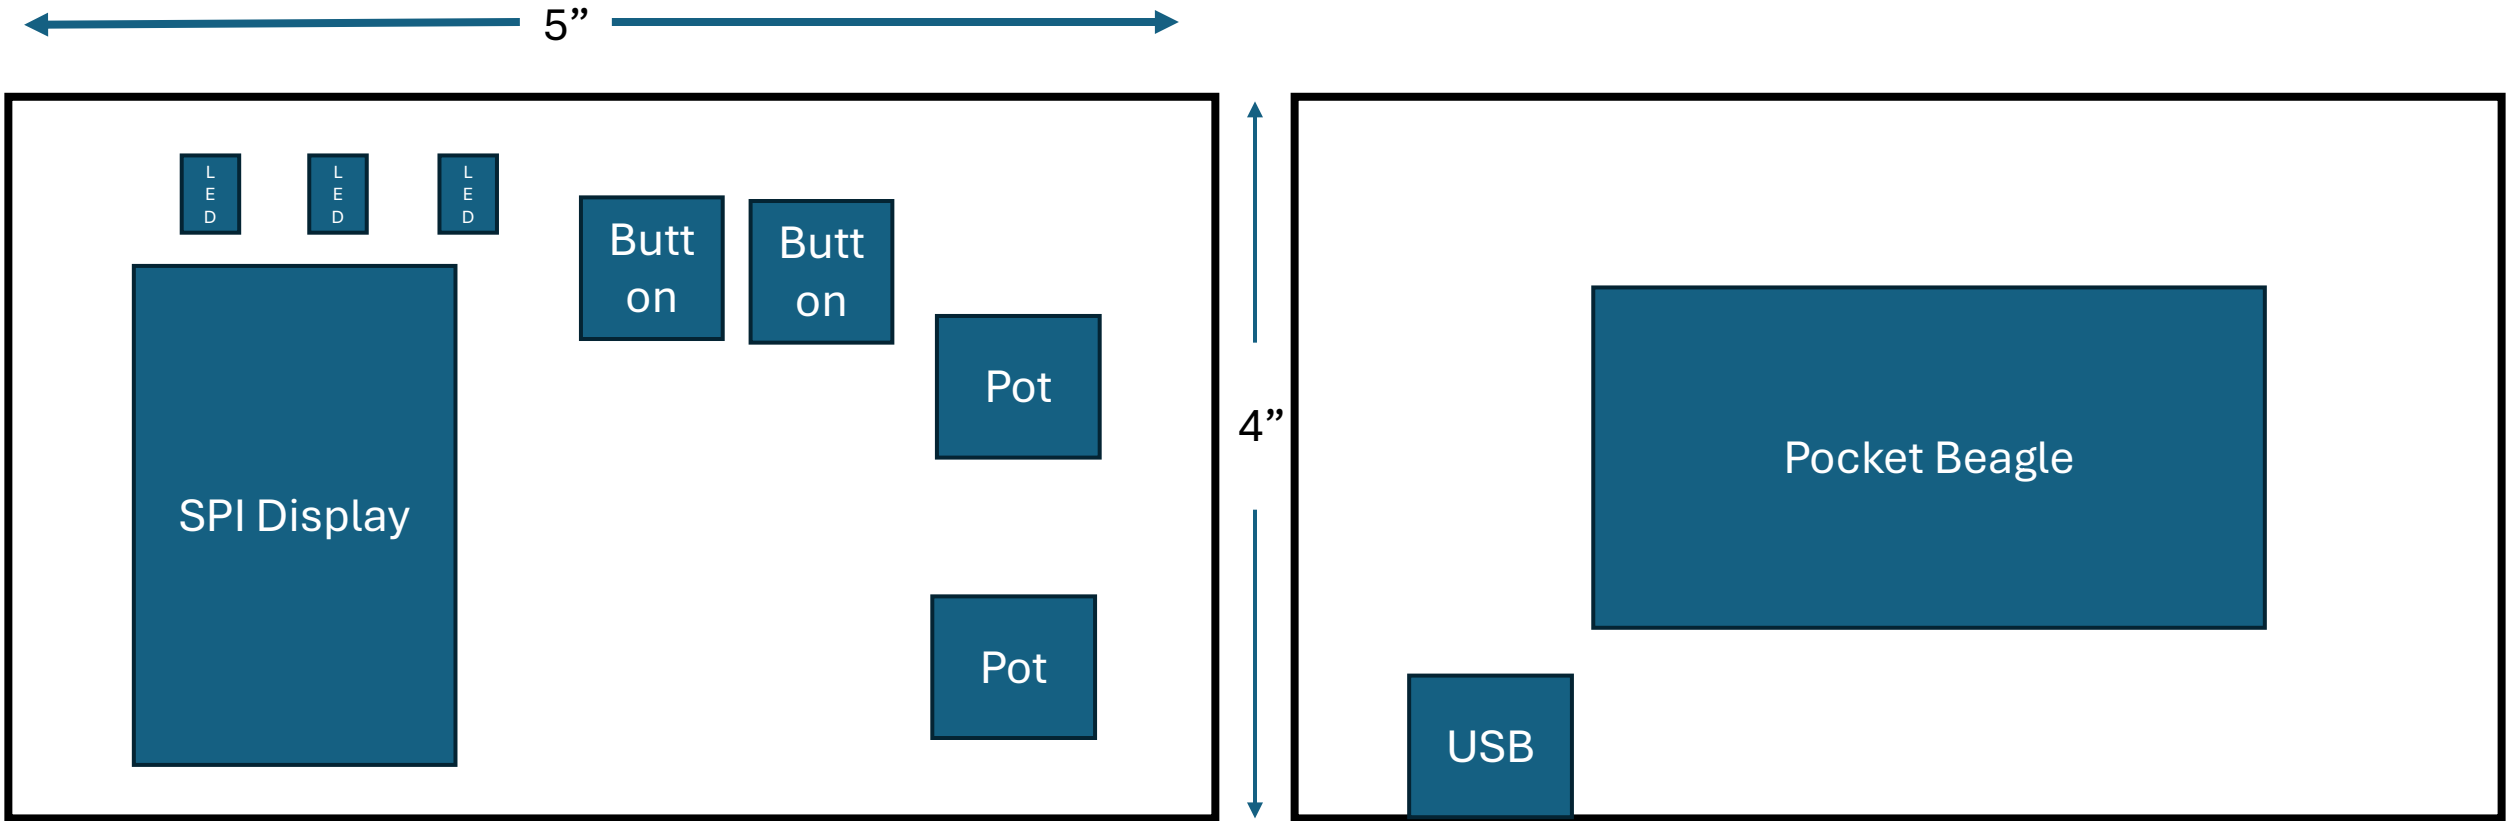 5”
L
E
D
L
E
D
L
E
D
Butt
on
Butt
on
Pot
4”
SPI Display
Pot
Pocket Beagle
USB